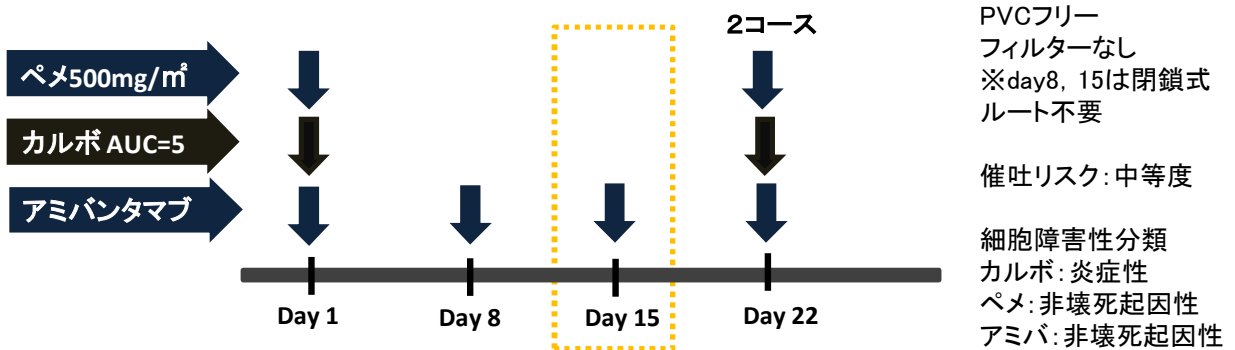 2コース
ペメ500mg/㎡
カルボ AUC=5
アミバンタマブ
Day 1
Day 8
Day 15
Day 22
PVCフリー
フィルターなし
※day8, 15は閉鎖式
ルート不要
催吐リスク：中等度
細胞障害性分類
カルボ：炎症性
ペメ：非壊死起因性
アミバ：非壊死起因性